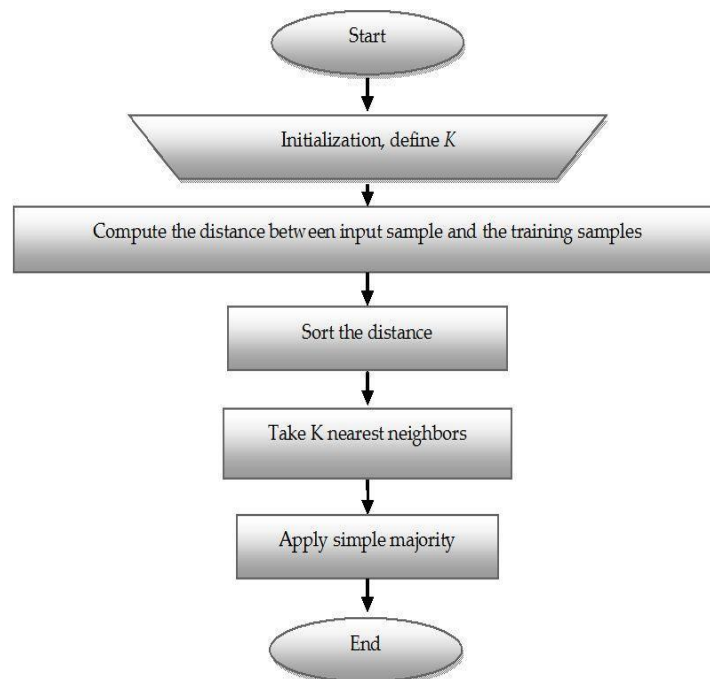 Start
Initialization, define K
Compute the distance between input sample and the training samples
Sort the distance
Take K nearest neighbors
Apply simple majority
End